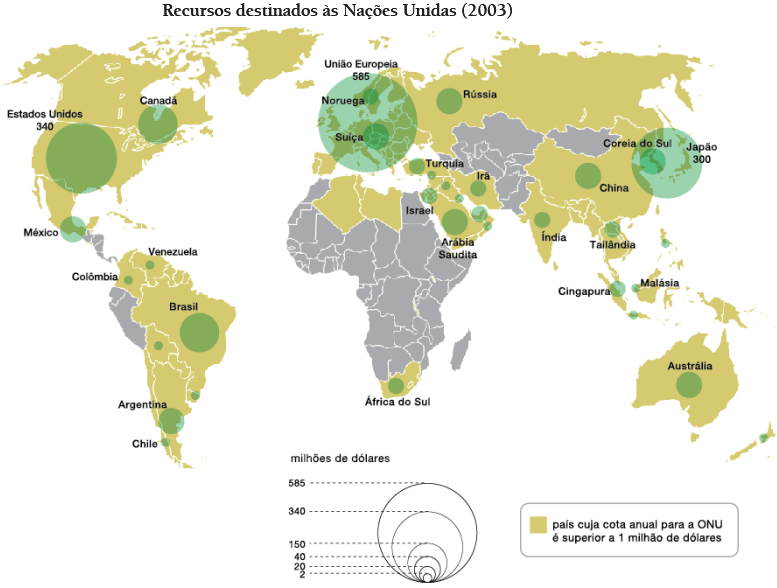 Recursos destinados às Nações Unidas (2003)
União Europeia
585
Estados Unidos
340
Canadá
Noruega
Rússia
Suíça
Coreia do Sul
Japão
300
Turquia
Irã
China
Israel
México
Arábia
Saudita
Índia
Tailândia
Venezuela
Colômbia
Cingapura
Malásia
Brasil
Austrália
Argentina
África do Sul
Chile
milhões de dólares
585
340
150
40
20
2
país cuja cota anual para a ONU
é superior a 1 milhão de dólares